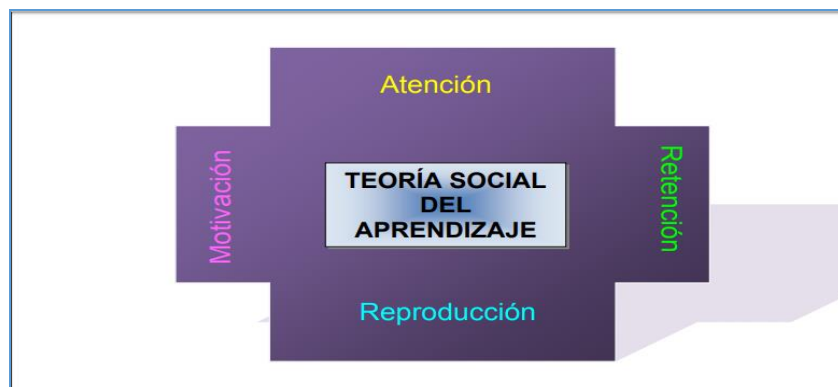 Atención
Motivación
TEORÍA SOCIAL
DEL
APRENDIZAJE
Retención
Reproducción